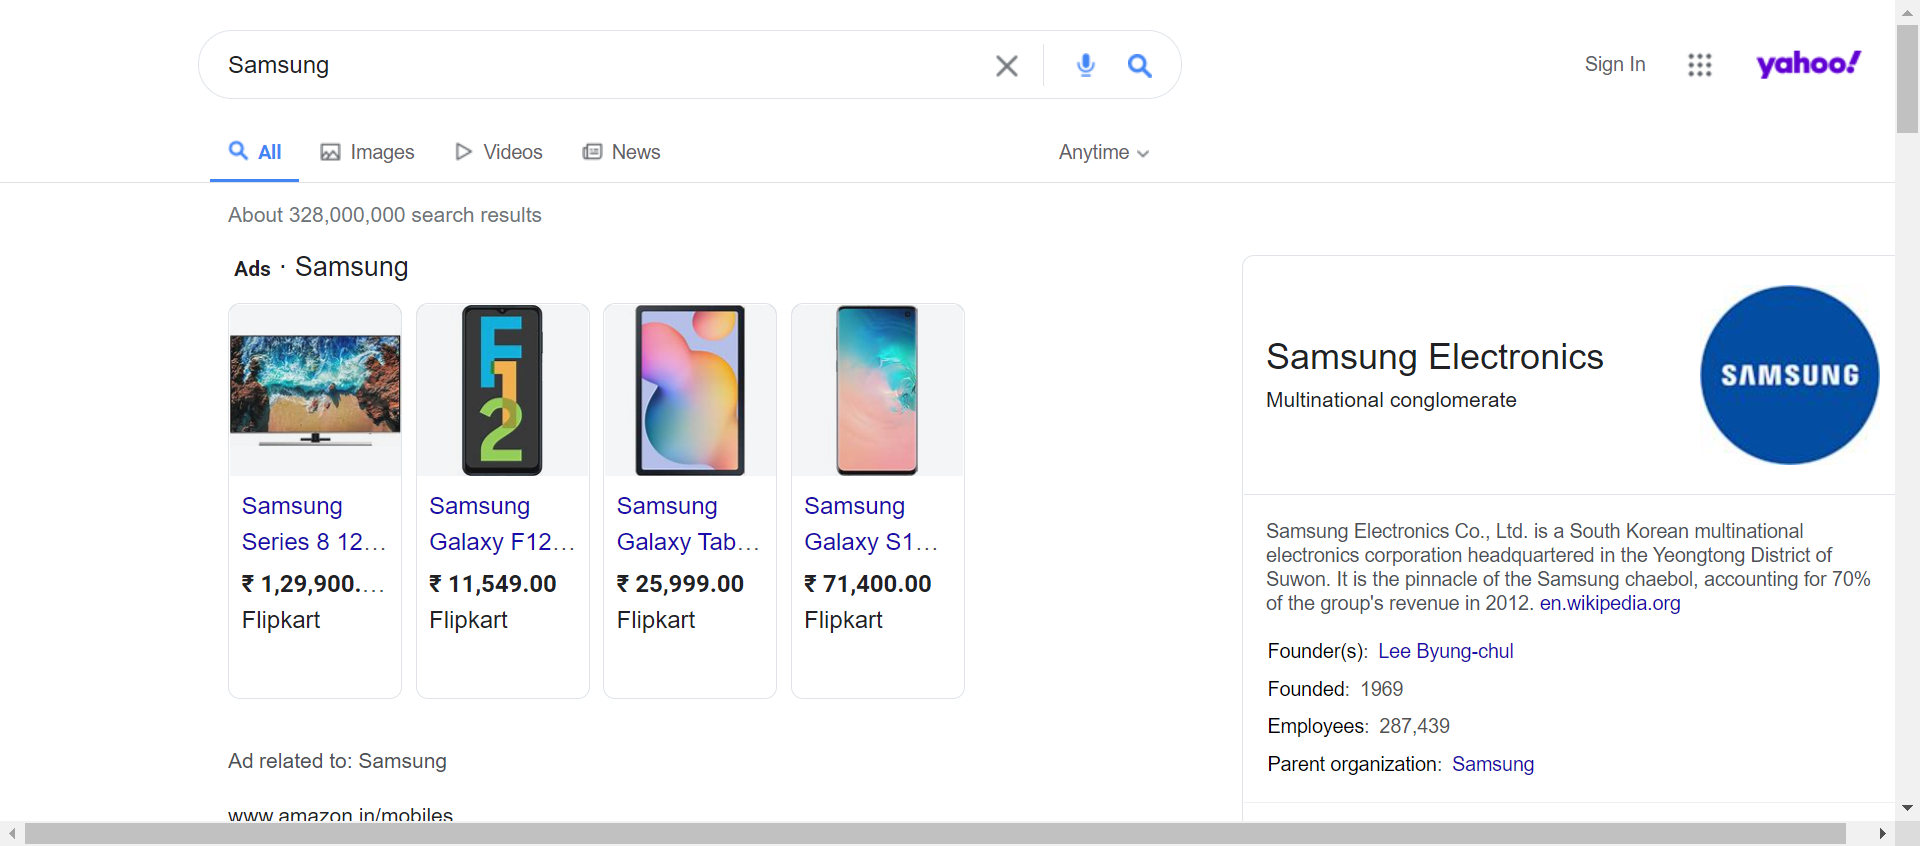 Samsung
Sign In
yahoo!
All
Images
Videos
News
Anytime
About 328,000,000 search results
Ads · Samsung
F12
Samsung
Series 8 12...
₹ 1,29,900....
Flipkart
Samsung
Galaxy F12...
₹ 11,549.00
Flipkart
Samsung
Galaxy Tab...
₹ 25,999.00
Flipkart
Samsung
Galaxy S1...
₹ 71,400.00
Flipkart
Ad related to: Samsung
www.amazon.in/mobiles
Samsung Electronics
Multinational conglomerate
SAMSUNG
Samsung Electronics Co., Ltd. is a South Korean multinational
electronics corporation headquartered in the Yeongtong District of
Suwon. It is the pinnacle of the Samsung chaebol, accounting for 70%
of the group's revenue in 2012. en.wikipedia.org
Founder(s): Lee Byung-chul
Founded: 1969
Employees: 287,439
Parent organization: Samsung